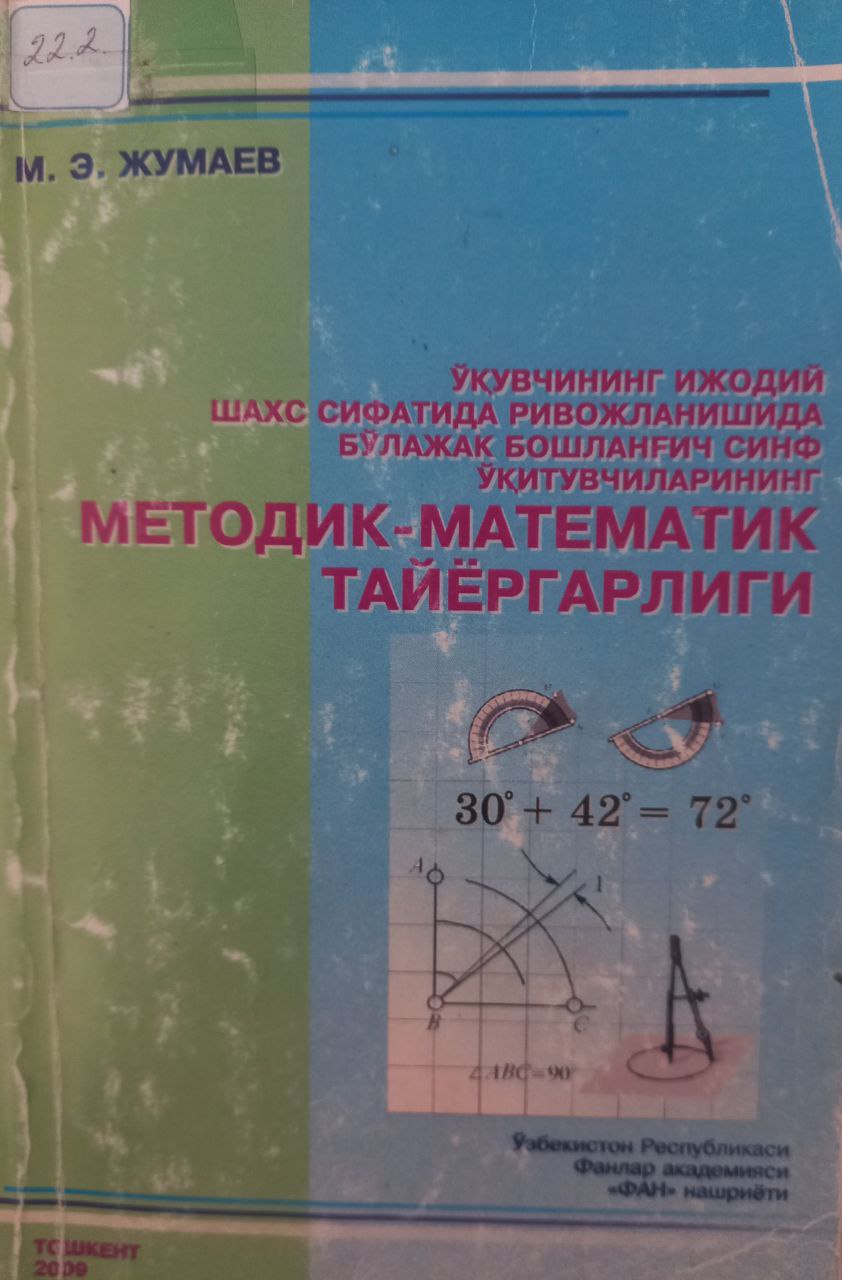 22.2
М. Э. ЖУМАЕВ
ЎҚУВЧИНИНГ ИЖОДИЙ
ШАХС СИФАТИДА РИВОЖЛАНИШИДА
БЎЛАЖАК БОШЛАНҒИЧ СИНФ
ЎҚИТУВЧИЛАРИНИНГ
МЕТОДИК-МАТЕМАТИК
ТАЙЁРГАРЛИГИ
30° + 42° = 72°
A
1
B
C
∠ABC=90°
Ўзбекистон Республикаси
Фанлар академияси
«ФАН» нашриёти
ТОШКЕНТ
2009